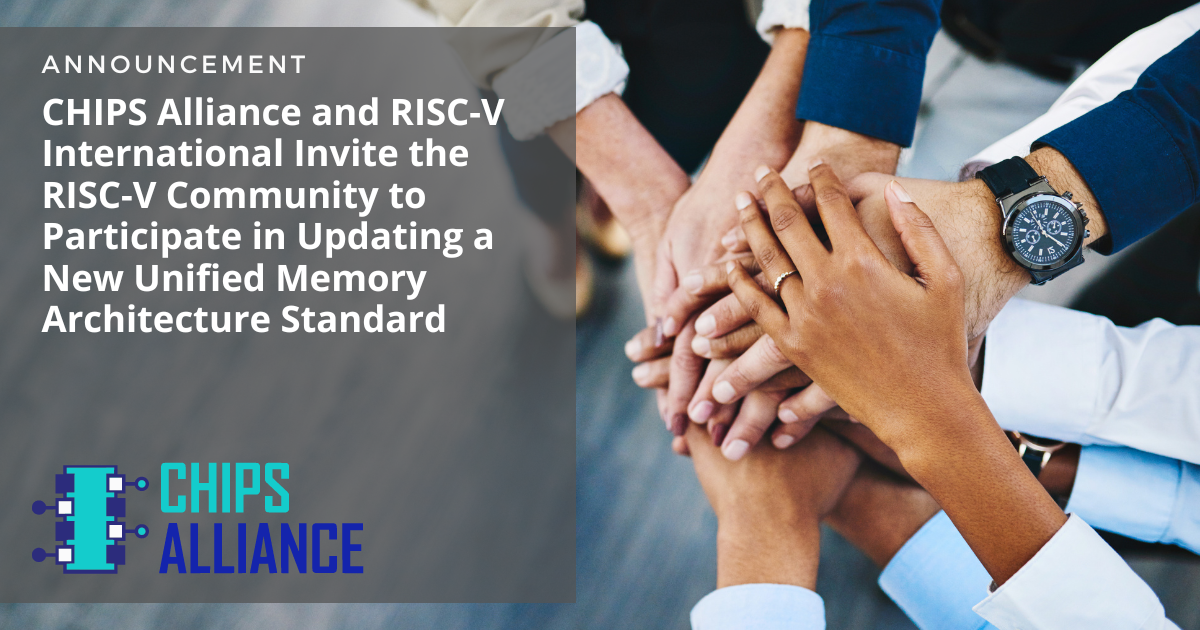 ANNOUNCEMENT
CHIPS Alliance and RISC-V
International Invite the
RISC-V Community to
Participate in Updating a
New Unified Memory
Architecture Standard
CHIPS
ALLIANCE